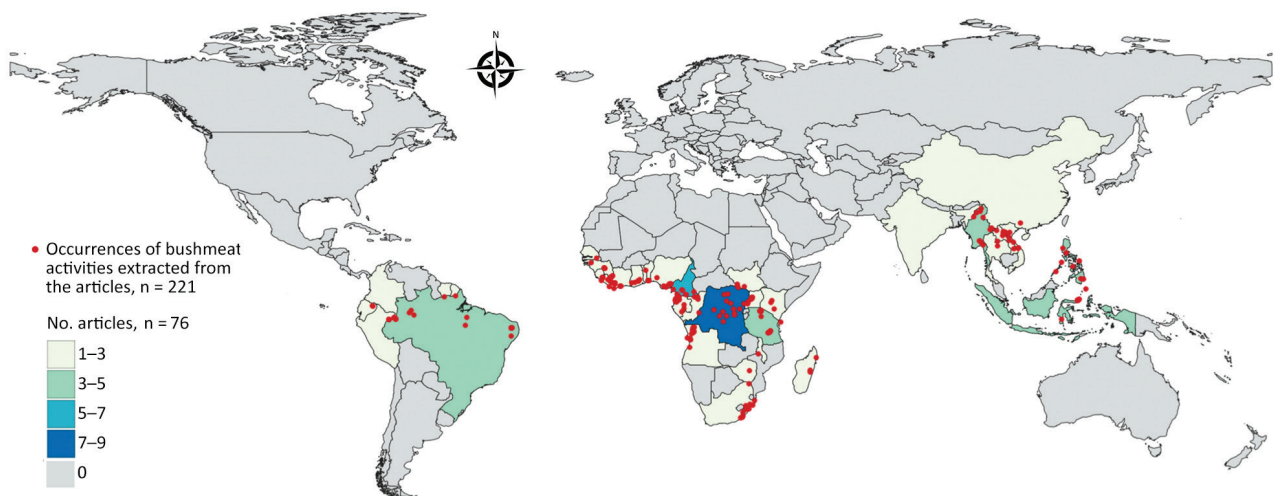 N
Occurrences of bushmeat
activities extracted from
the articles, n = 221
No. articles, n = 76
1–3
3–5
5–7
7–9
0